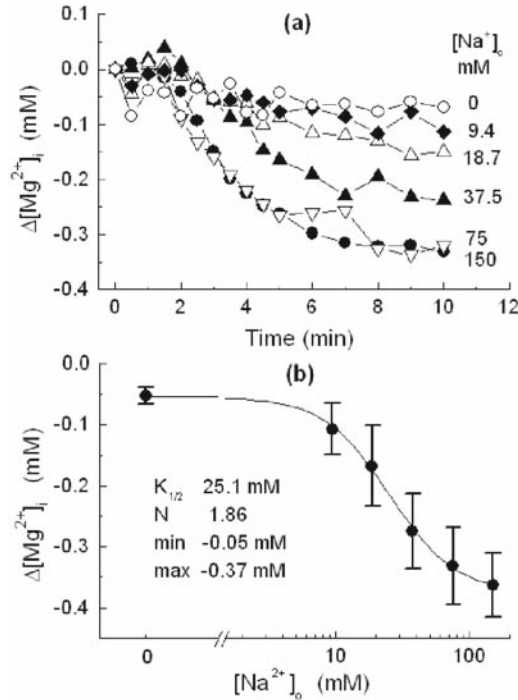 (a)
[Na⁺]ₒ
mM
0.1
0.0
-0.1
-0.2
-0.3
-0.4
Δ[Mg²⁺]ᵢ (mM)
0
9.4
18.7
37.5
75
150
0 2 4 6 8 10 12
Time (min)
(b)
0.0
-0.1
-0.2
-0.3
-0.4
Δ[Mg²⁺]ᵢ (mM)
K₁/₂ 25.1 mM
N 1.86
min -0.05 mM
max -0.37 mM
0 10 100
[Na²⁺]ₒ (mM)